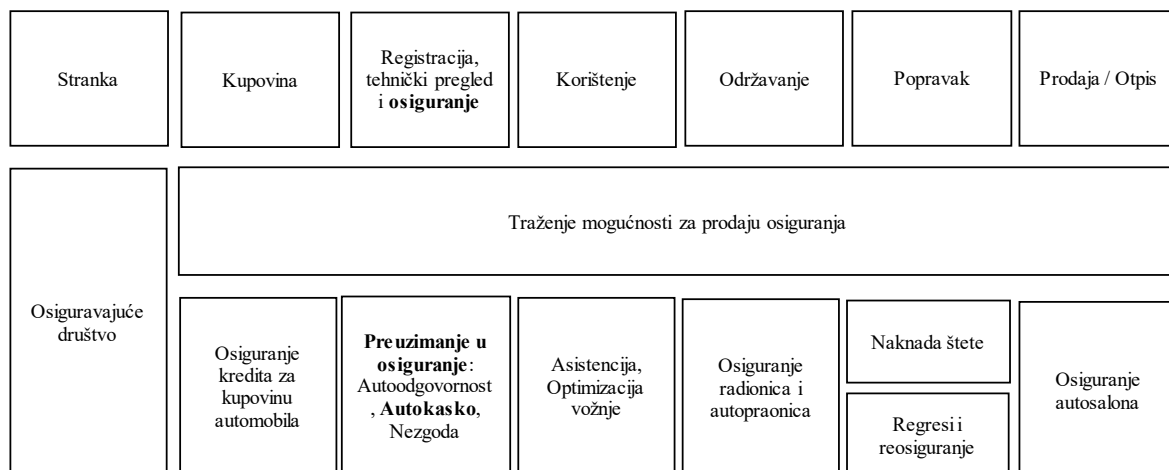 Stranka
Kupovina
Registracija,
tehnički pregled
i osiguranje
Korištenje
Održavanje
Popravak
Prodaja / Otpis
Osiguravajuće
društvo
Traženje mogućnosti za prodaju osiguranja
Osiguranje
kredita za
kupovinu
automobila
Preuzimanje u
osiguranje:
Autoodgovornost
, Autokasko,
Nezgoda
Asistencija,
Optimizacija
vožnje
Osiguranje
radionica i
autopraonica
Naknada štete
Regresi i
reosiguranje
Osiguranje
autosalona